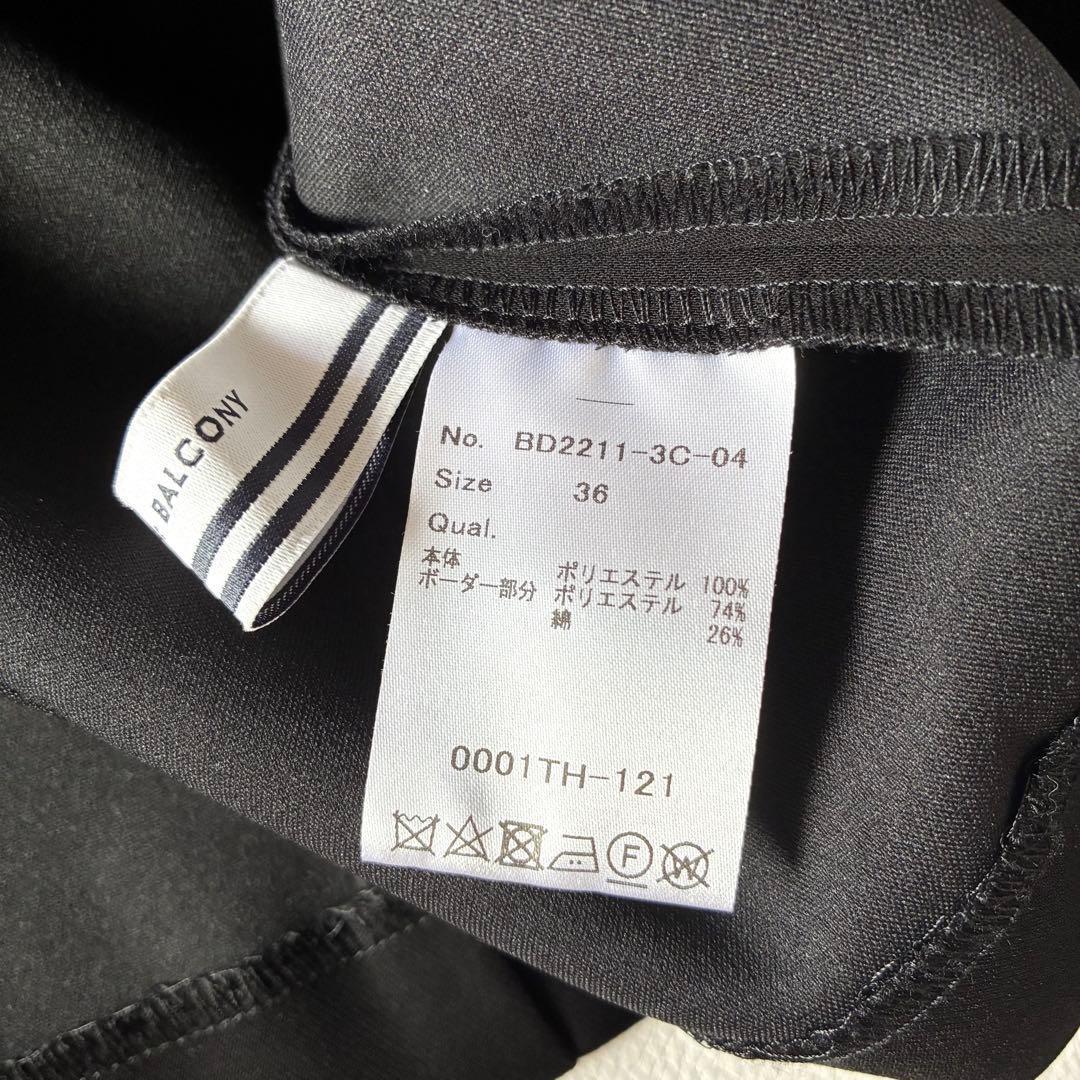 BALCONY
No. BD2211-3C-04
Size 36
Qual.
本体 ポリエステル 100%
ボーダー部分 ポリエステル 74%
綿 26%
0001TH-121
F
W